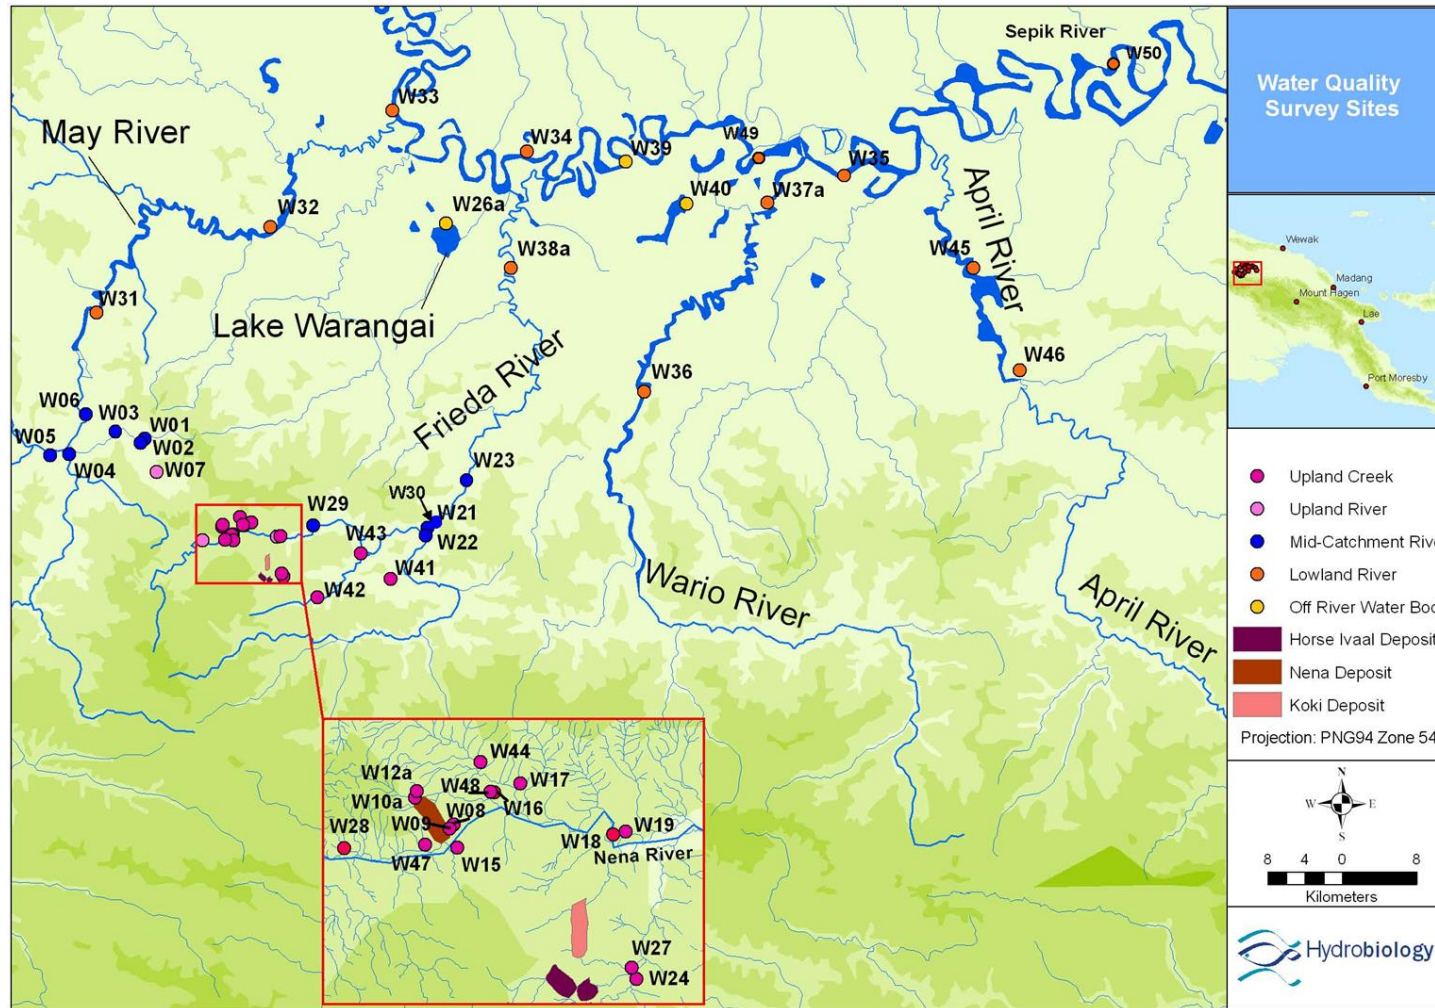 Sepik River
W50
Water Quality
Survey Sites
W33
May River
W34
W39
W49
W35
W32
W26a
W40
W37a
April River
W38a
W45
W31
Lake Warangai
Wewak
Madang
Mount Hagen
Lae
Port Moresby
Frieda River
W36
W46
W06
W03
W01
W02
W05
W04
W07
W23
W30
W21
W22
W29
W43
W41
W42
Wario River
April River
Upland Creek
Upland River
Mid-Catchment Rive
Lowland River
Off River Water Bod
Horse Ivaal Deposit
Nena Deposit
Koki Deposit
Projection: PNG94 Zone 54
W44
W12a
W48
W17
W10a
W08
W16
W09
W28
W18
W19
W47
W15
Nena River
W27
W24
N
W E
S
8 4 0 8
Kilometers
Hydrobiology